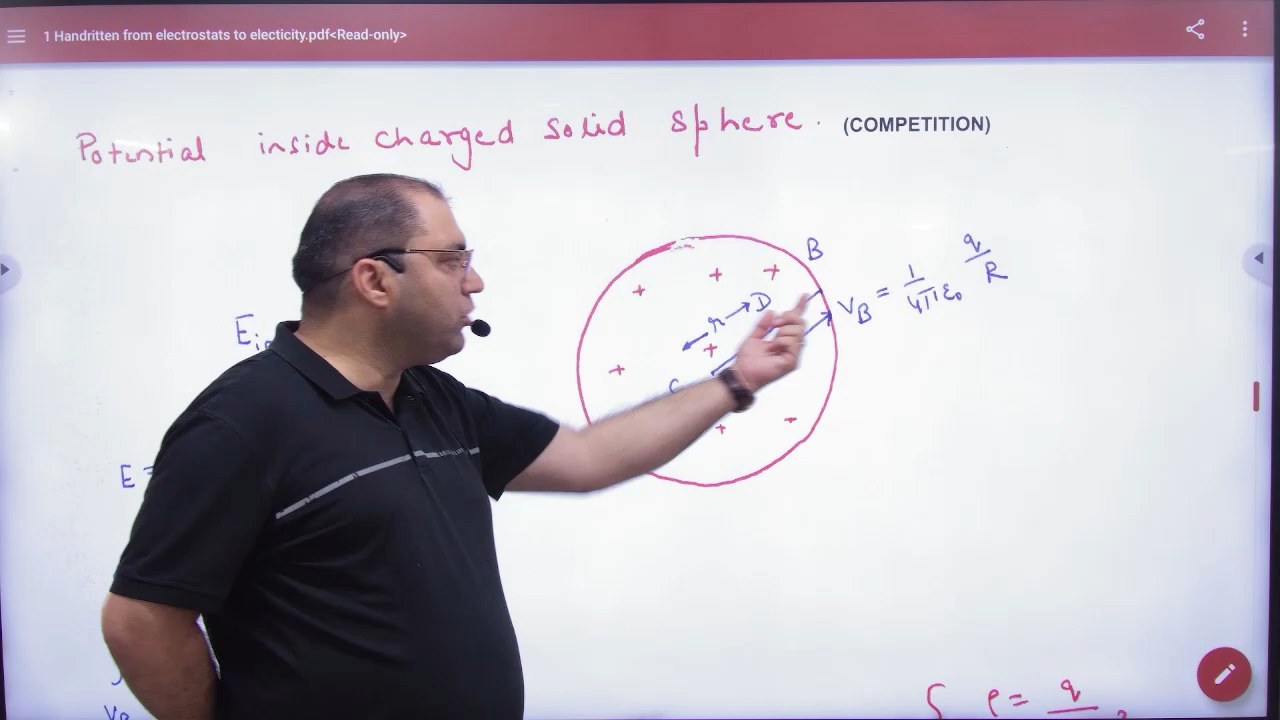 1 Handritten from electrostats to electicity.pdf<Read-only>
Potential inside charged solid sphere. (COMPETITION)
B
D
r
C
V_B = 1/4πε₀ q/R
E =
ρ = q